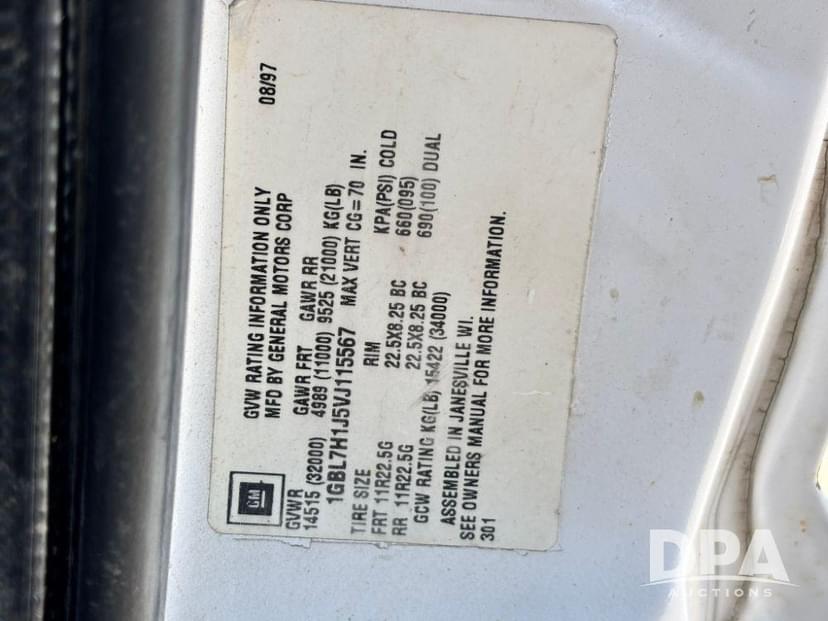 GM
GVW RATING INFORMATION ONLY 08/97
MFD BY GENERAL MOTORS CORP
GVWR GAWR FRT GAWR RR
14515 (32000) 4989 (11000) 9525 (21000) KG(LB)
1GBL7H1J5VJ115567 MAX VERT CG=70 IN.
TIRE SIZE RIM KPA(PSI) COLD
FRT 11R22.5G 22.5X8.25 BC 660(095)
RR 11R22.5G 22.5X8.25 BC 690(100) DUAL
GCW RATING KG(LB) 15422 (34000)
ASSEMBLED IN JANESVILLE WI.
SEE OWNERS MANUAL FOR MORE INFORMATION.
301
DPA
AUCTIONS